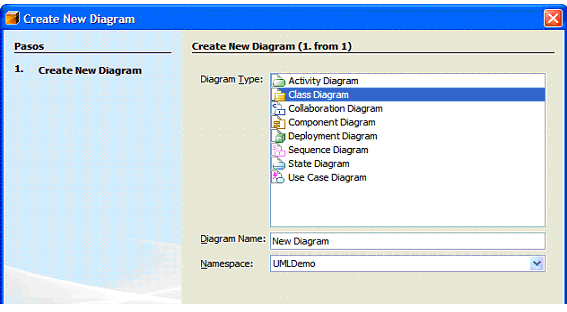 Create New Diagram
Pasos
1. Create New Diagram
Create New Diagram (1. from 1)
Diagram Type:
Activity Diagram
Class Diagram
Collaboration Diagram
Component Diagram
Deployment Diagram
Sequence Diagram
State Diagram
Use Case Diagram
Diagram Name: New Diagram
Namespace: UMLDemo